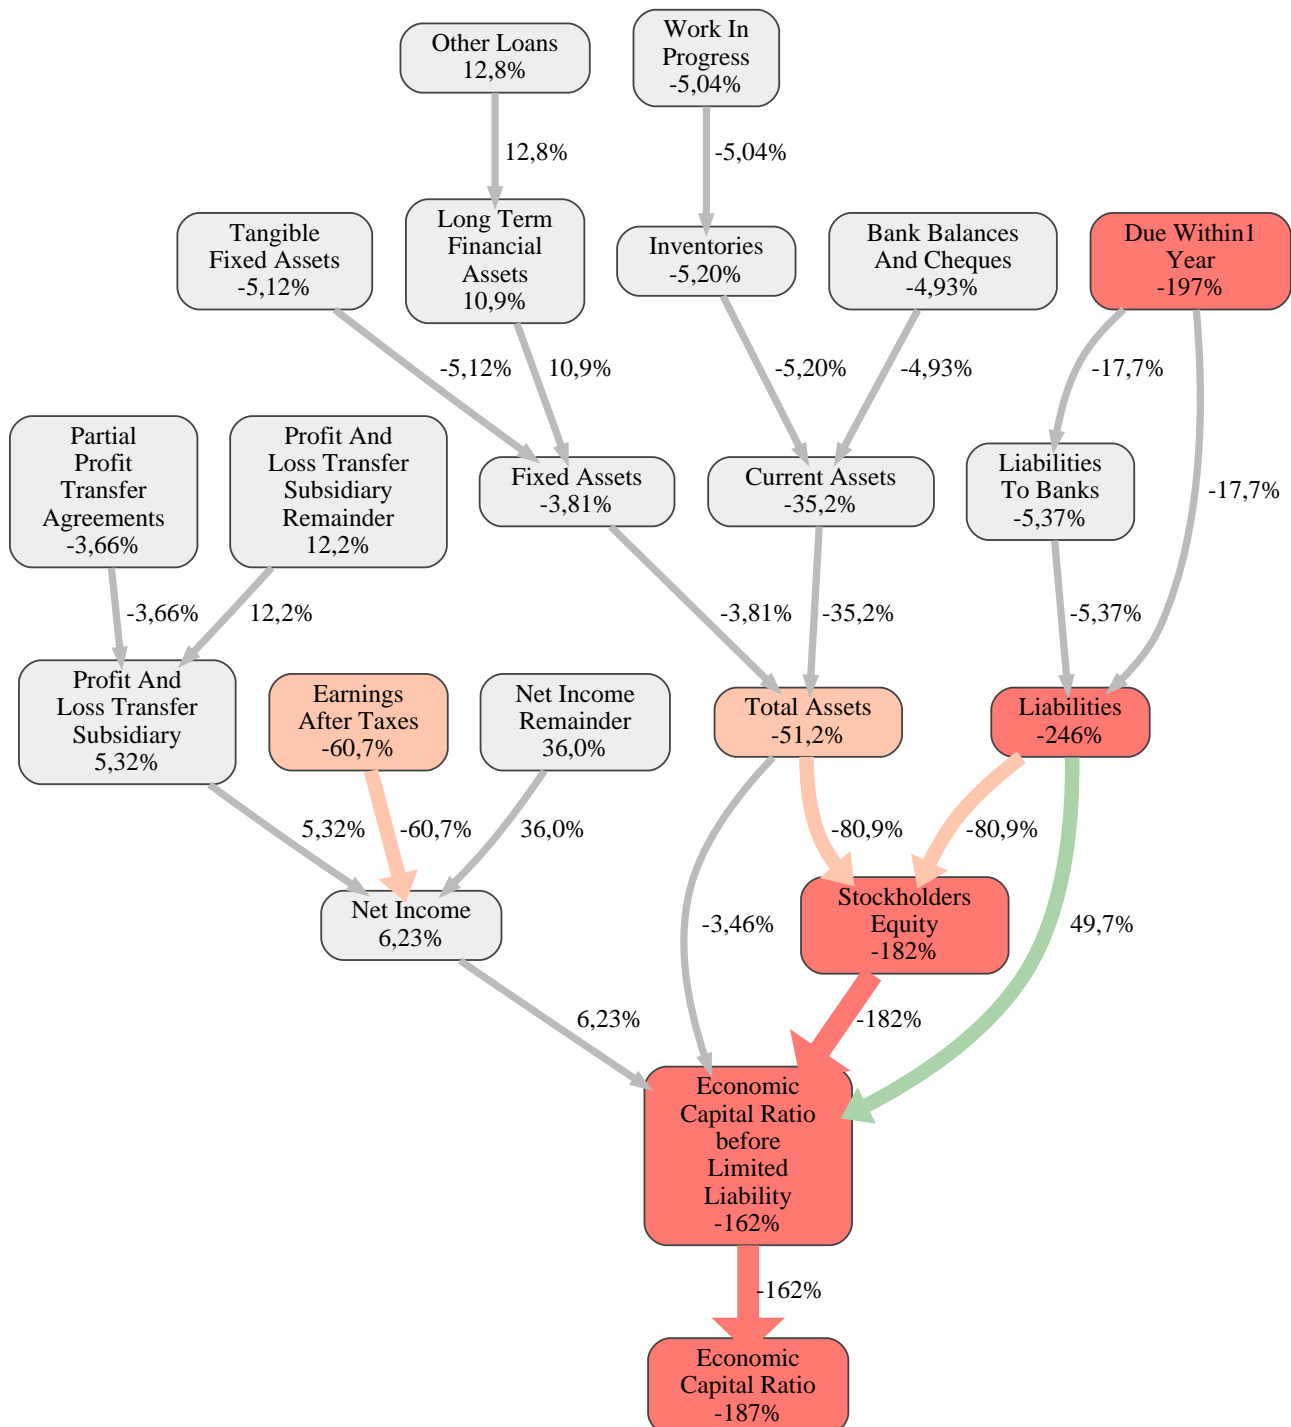 Other Loans
12,8%
Work In
Progress
-5,04%
12,8%
-5,04%
Tangible
Fixed Assets
-5,12%
Long Term
Financial
Assets
10,9%
Inventories
-5,20%
Bank Balances
And Cheques
-4,93%
Due Within1
Year
-197%
-5,12%
10,9%
-5,20%
-4,93%
-17,7%
Partial
Profit
Transfer
Agreements
-3,66%
Profit And
Loss Transfer
Subsidiary
Remainder
12,2%
Fixed Assets
-3,81%
Current Assets
-35,2%
Liabilities
To Banks
-5,37%
-17,7%
-3,66%
12,2%
-3,81%
-35,2%
-5,37%
Profit And
Loss Transfer
Subsidiary
5,32%
Earnings
After Taxes
-60,7%
Net Income
Remainder
36,0%
Total Assets
-51,2%
Liabilities
-246%
5,32%
-60,7%
36,0%
-80,9%
-80,9%
Net Income
6,23%
-3,46%
Stockholders
Equity
-182%
49,7%
6,23%
-182%
Economic
Capital Ratio
before
Limited
Liability
-162%
-162%
Economic
Capital Ratio
-187%